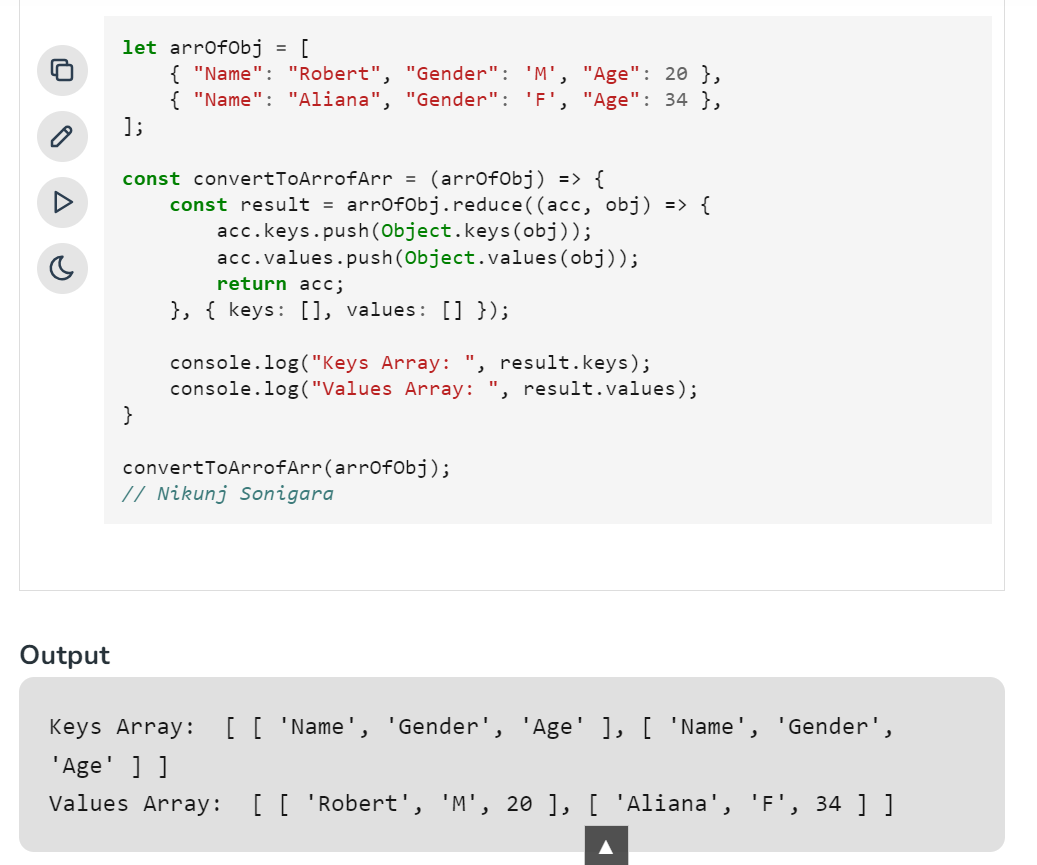 let arrOfObj = [
    { "Name": "Robert", "Gender": 'M', "Age": 20 },
    { "Name": "Aliana", "Gender": 'F', "Age": 34 },
];
const convertToArrofArr = (arrOfObj) => {
    const result = arrOfObj.reduce((acc, obj) => {
        acc.keys.push(Object.keys(obj));
        acc.values.push(Object.values(obj));
        return acc;
    }, { keys: [], values: [] });
    console.log("Keys Array: ", result.keys);
    console.log("Values Array: ", result.values);
}
convertToArrofArr(arrOfObj);
// Nikunj Sonigara
Output
Keys Array:  [ [ 'Name', 'Gender', 'Age' ], [ 'Name', 'Gender',
'Age' ] ]
Values Array:  [ [ 'Robert', 'M', 20 ], [ 'Aliana', 'F', 34 ] ]